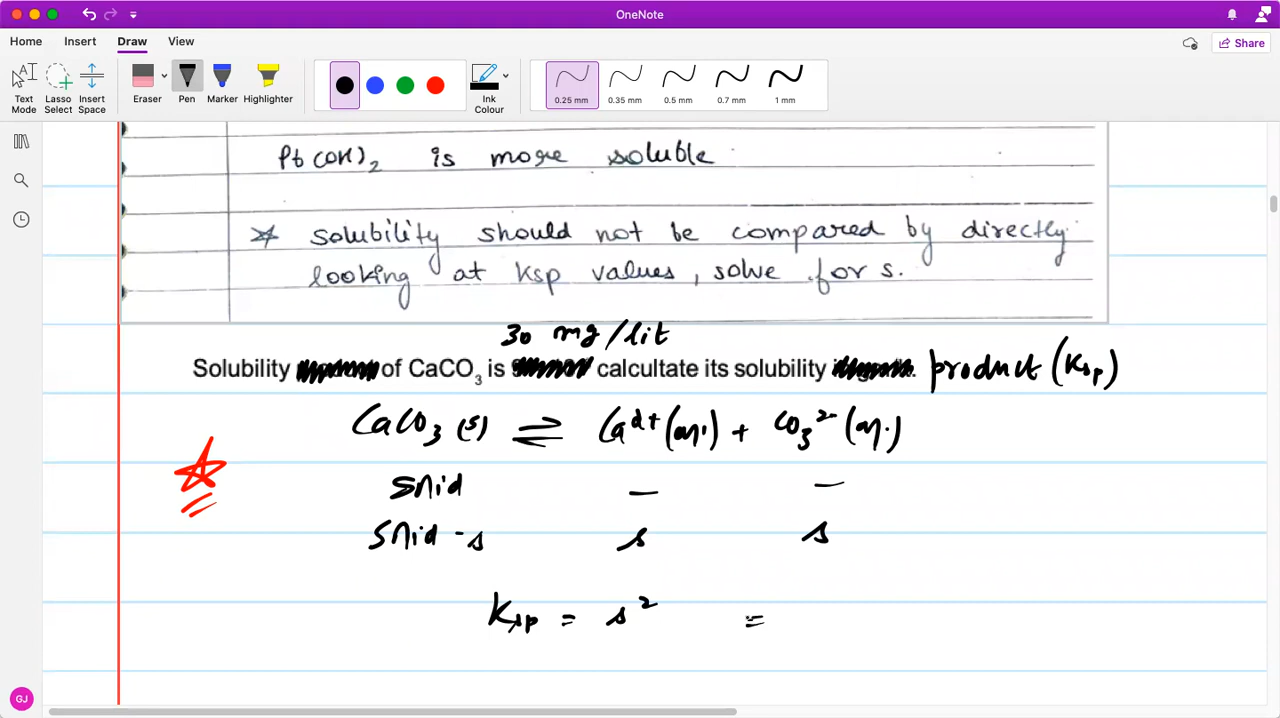 OneNote
Home Insert Draw View
Share
Text Mode Lasso Select Insert Space Eraser Pen Marker Highlighter Ink Colour 0.25 mm 0.35 mm 0.5 mm 0.7 mm 1 mm
Pb(OH)₂ is more soluble
☆ solubility should not be compared by directly
looking at Ksp values, solve for s.
30 mg/lit
Solubility of CaCO₃ is calcultate its solubility product (Ksp)
CaCO₃ (s) ⇌ Ca²⁺ (aq.) + CO₃²⁻ (aq.)
solid – –
solid - s s s
Ksp = s² =
GJ